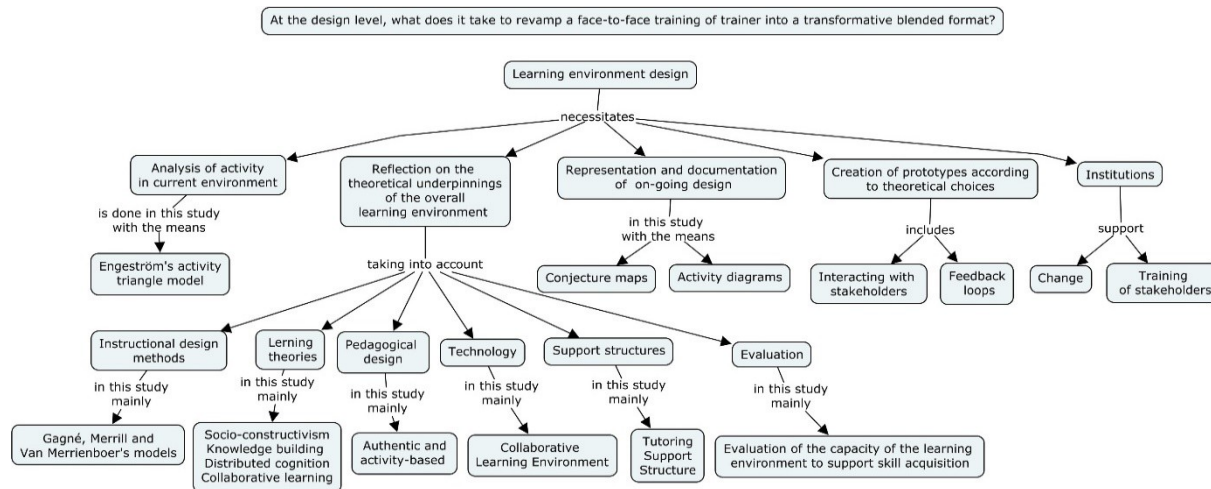 At the design level, what does it take to revamp a face-to-face training of trainer into a transformative blended format?
Learning environment design
necessitates
Analysis of activity
in current environment
Reflection on the
theoretical underpinnings
of the overall
learning environment
Representation and documentation
of on-going design
Creation of prototypes according
to theoretical choices
Institutions
is done in this study
with the means
in this study
with the means
includes
support
Engeström's activity
triangle model
taking into account
Conjecture maps
Activity diagrams
Interacting with
stakeholders
Feedback
loops
Change
Training
of stakeholders
Instructional design
methods
Lerning
theories
Pedagogical
design
Technology
Support structures
Evaluation
in this study
mainly
in this study
mainly
in this study
mainly
in this study
mainly
in this study
mainly
in this study
mainly
Gagné, Merrill and
Van Merrienboer's models
Socio-constructivism
Knowledge building
Distributed cognition
Collaborative learning
Authentic and
activity-based
Collaborative
Learning Environment
Tutoring
Support
Structure
Evaluation of the capacity of the learning
environment to support skill acquisition